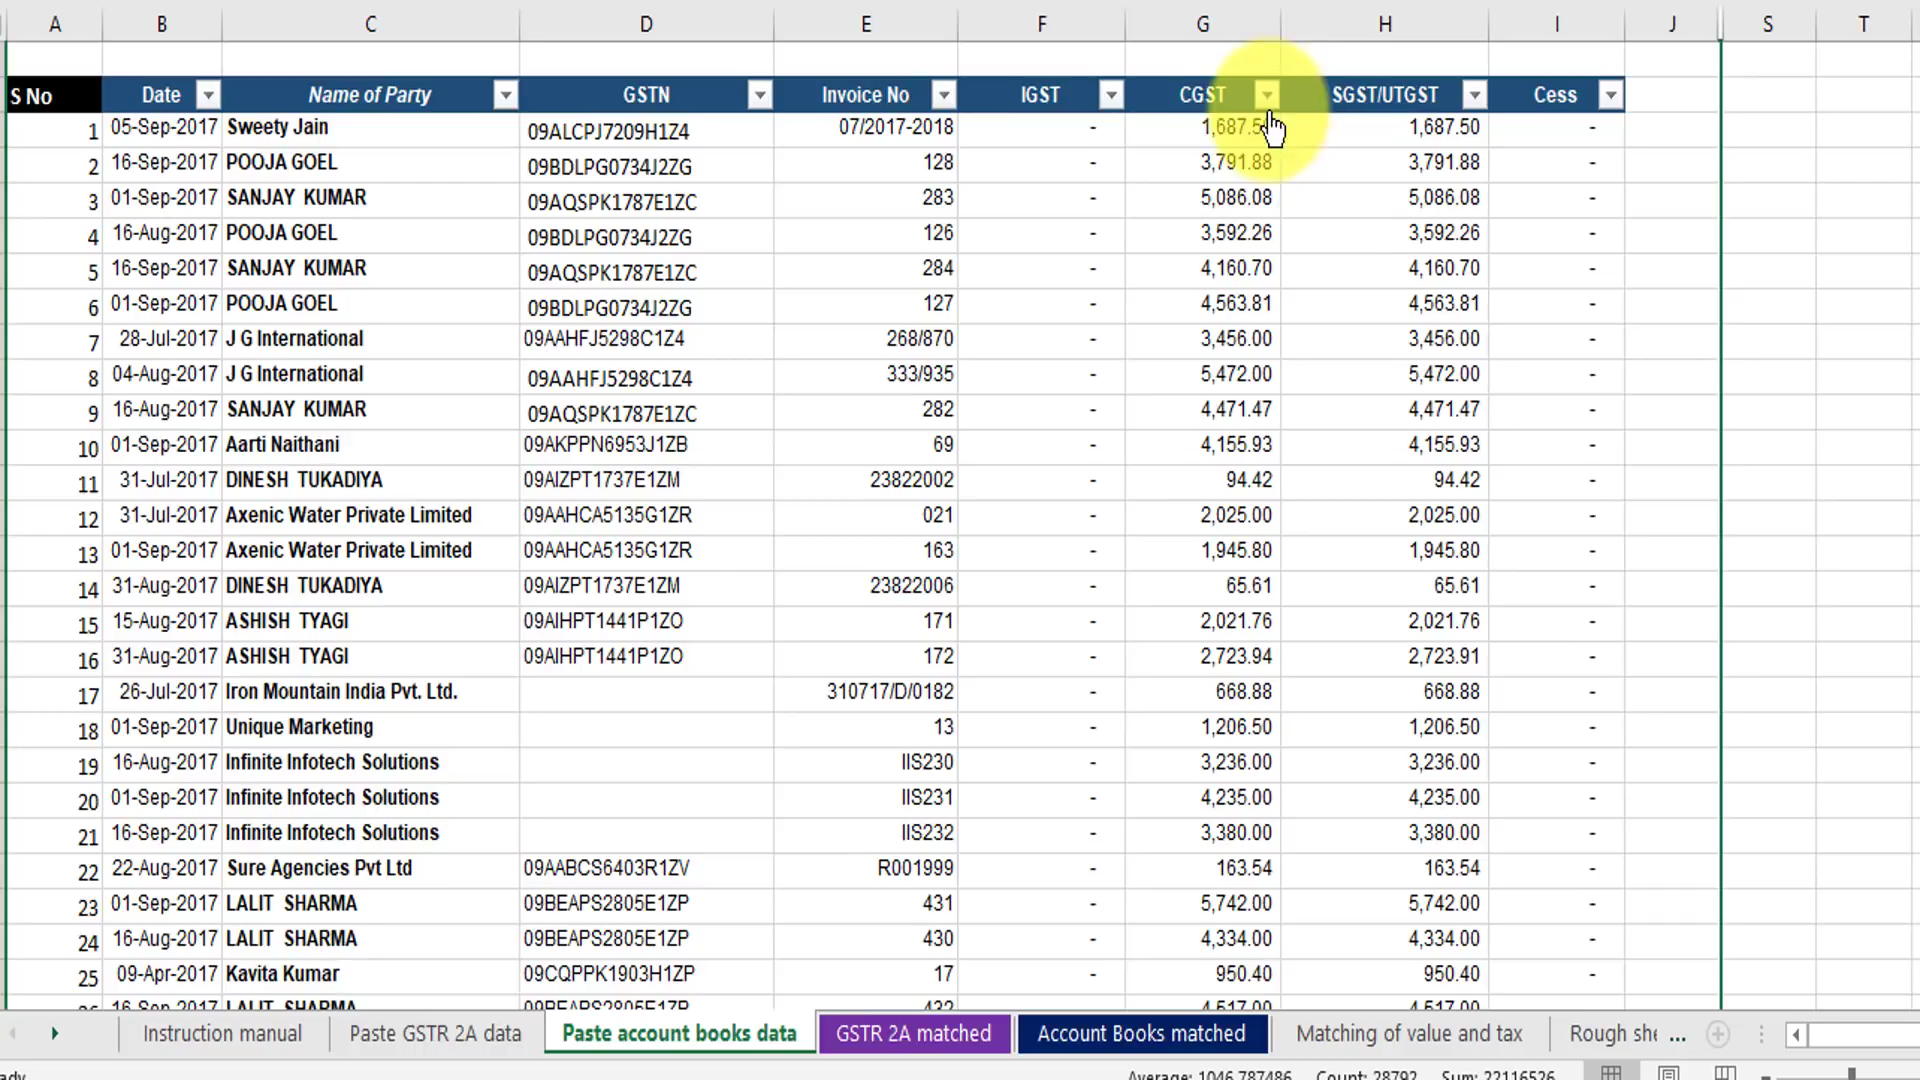 A B C D E F G H I J S T
S No Date Name of Party GSTN Invoice No IGST CGST SGST/UTGST Cess
1 05-Sep-2017 Sweety Jain 09ALCPJ7209H1Z4 07/2017-2018 - 1,687.50 1,687.50 -
2 16-Sep-2017 POOJA GOEL 09BDLPG0734J2ZG 128 - 3,791.88 3,791.88 -
3 01-Sep-2017 SANJAY KUMAR 09AQSPK1787E1ZC 283 - 5,086.08 5,086.08 -
4 16-Aug-2017 POOJA GOEL 09BDLPG0734J2ZG 126 - 3,592.26 3,592.26 -
5 16-Sep-2017 SANJAY KUMAR 09AQSPK1787E1ZC 284 - 4,160.70 4,160.70 -
6 01-Sep-2017 POOJA GOEL 09BDLPG0734J2ZG 127 - 4,563.81 4,563.81 -
7 28-Jul-2017 J G International 09AAHFJ5298C1Z4 268/870 - 3,456.00 3,456.00 -
8 04-Aug-2017 J G International 09AAHFJ5298C1Z4 333/935 - 5,472.00 5,472.00 -
9 16-Aug-2017 SANJAY KUMAR 09AQSPK1787E1ZC 282 - 4,471.47 4,471.47 -
10 01-Sep-2017 Aarti Naithani 09AKPPN6953J1ZB 69 - 4,155.93 4,155.93 -
11 31-Jul-2017 DINESH TUKADIYA 09AIZPT1737E1ZM 23822002 - 94.42 94.42 -
12 31-Jul-2017 Axenic Water Private Limited 09AAHCA5135G1ZR 021 - 2,025.00 2,025.00 -
13 01-Sep-2017 Axenic Water Private Limited 09AAHCA5135G1ZR 163 - 1,945.80 1,945.80 -
14 31-Aug-2017 DINESH TUKADIYA 09AIZPT1737E1ZM 23822006 - 65.61 65.61 -
15 15-Aug-2017 ASHISH TYAGI 09AIHPT1441P1ZO 171 - 2,021.76 2,021.76 -
16 31-Aug-2017 ASHISH TYAGI 09AIHPT1441P1ZO 172 - 2,723.94 2,723.91 -
17 26-Jul-2017 Iron Mountain India Pvt. Ltd. 310717/D/0182 - 668.88 668.88 -
18 01-Sep-2017 Unique Marketing 13 - 1,206.50 1,206.50 -
19 16-Aug-2017 Infinite Infotech Solutions IIS230 - 3,236.00 3,236.00 -
20 01-Sep-2017 Infinite Infotech Solutions IIS231 - 4,235.00 4,235.00 -
21 16-Sep-2017 Infinite Infotech Solutions IIS232 - 3,380.00 3,380.00 -
22 22-Aug-2017 Sure Agencies Pvt Ltd 09AABCS6403R1ZV R001999 - 163.54 163.54 -
23 01-Sep-2017 LALIT SHARMA 09BEAPS2805E1ZP 431 - 5,742.00 5,742.00 -
24 16-Aug-2017 LALIT SHARMA 09BEAPS2805E1ZP 430 - 4,334.00 4,334.00 -
25 09-Apr-2017 Kavita Kumar 09CQPPK1903H1ZP 17 - 950.40 950.40 -
26 16-Sep-2017 LALIT SHARMA 09BEAPS2805E1ZP 432 - 4,517.00 4,517.00 -
Instruction manual Paste GSTR 2A data Paste account books data GSTR 2A matched Account Books matched Matching of value and tax Rough she ...
Average: 1046.787486 Count: 28792 Sum: 22116526